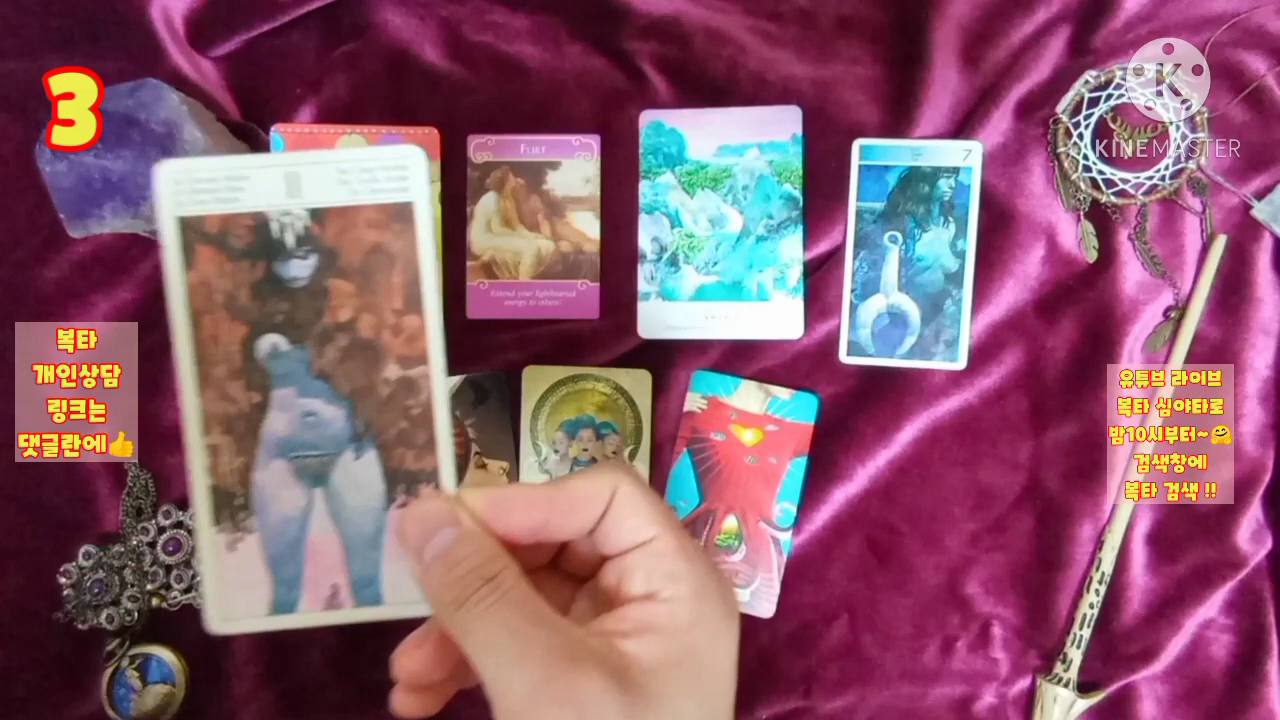 3
FLIRT
Extend your lighthearted
energy to others!
7
K
KINEMASTER
복타
개인상담
링크는
댓글란에👍
유튜브 라이브
복타 심야타로
밤10시부터~🤗
검색창에
복타 검색 !!